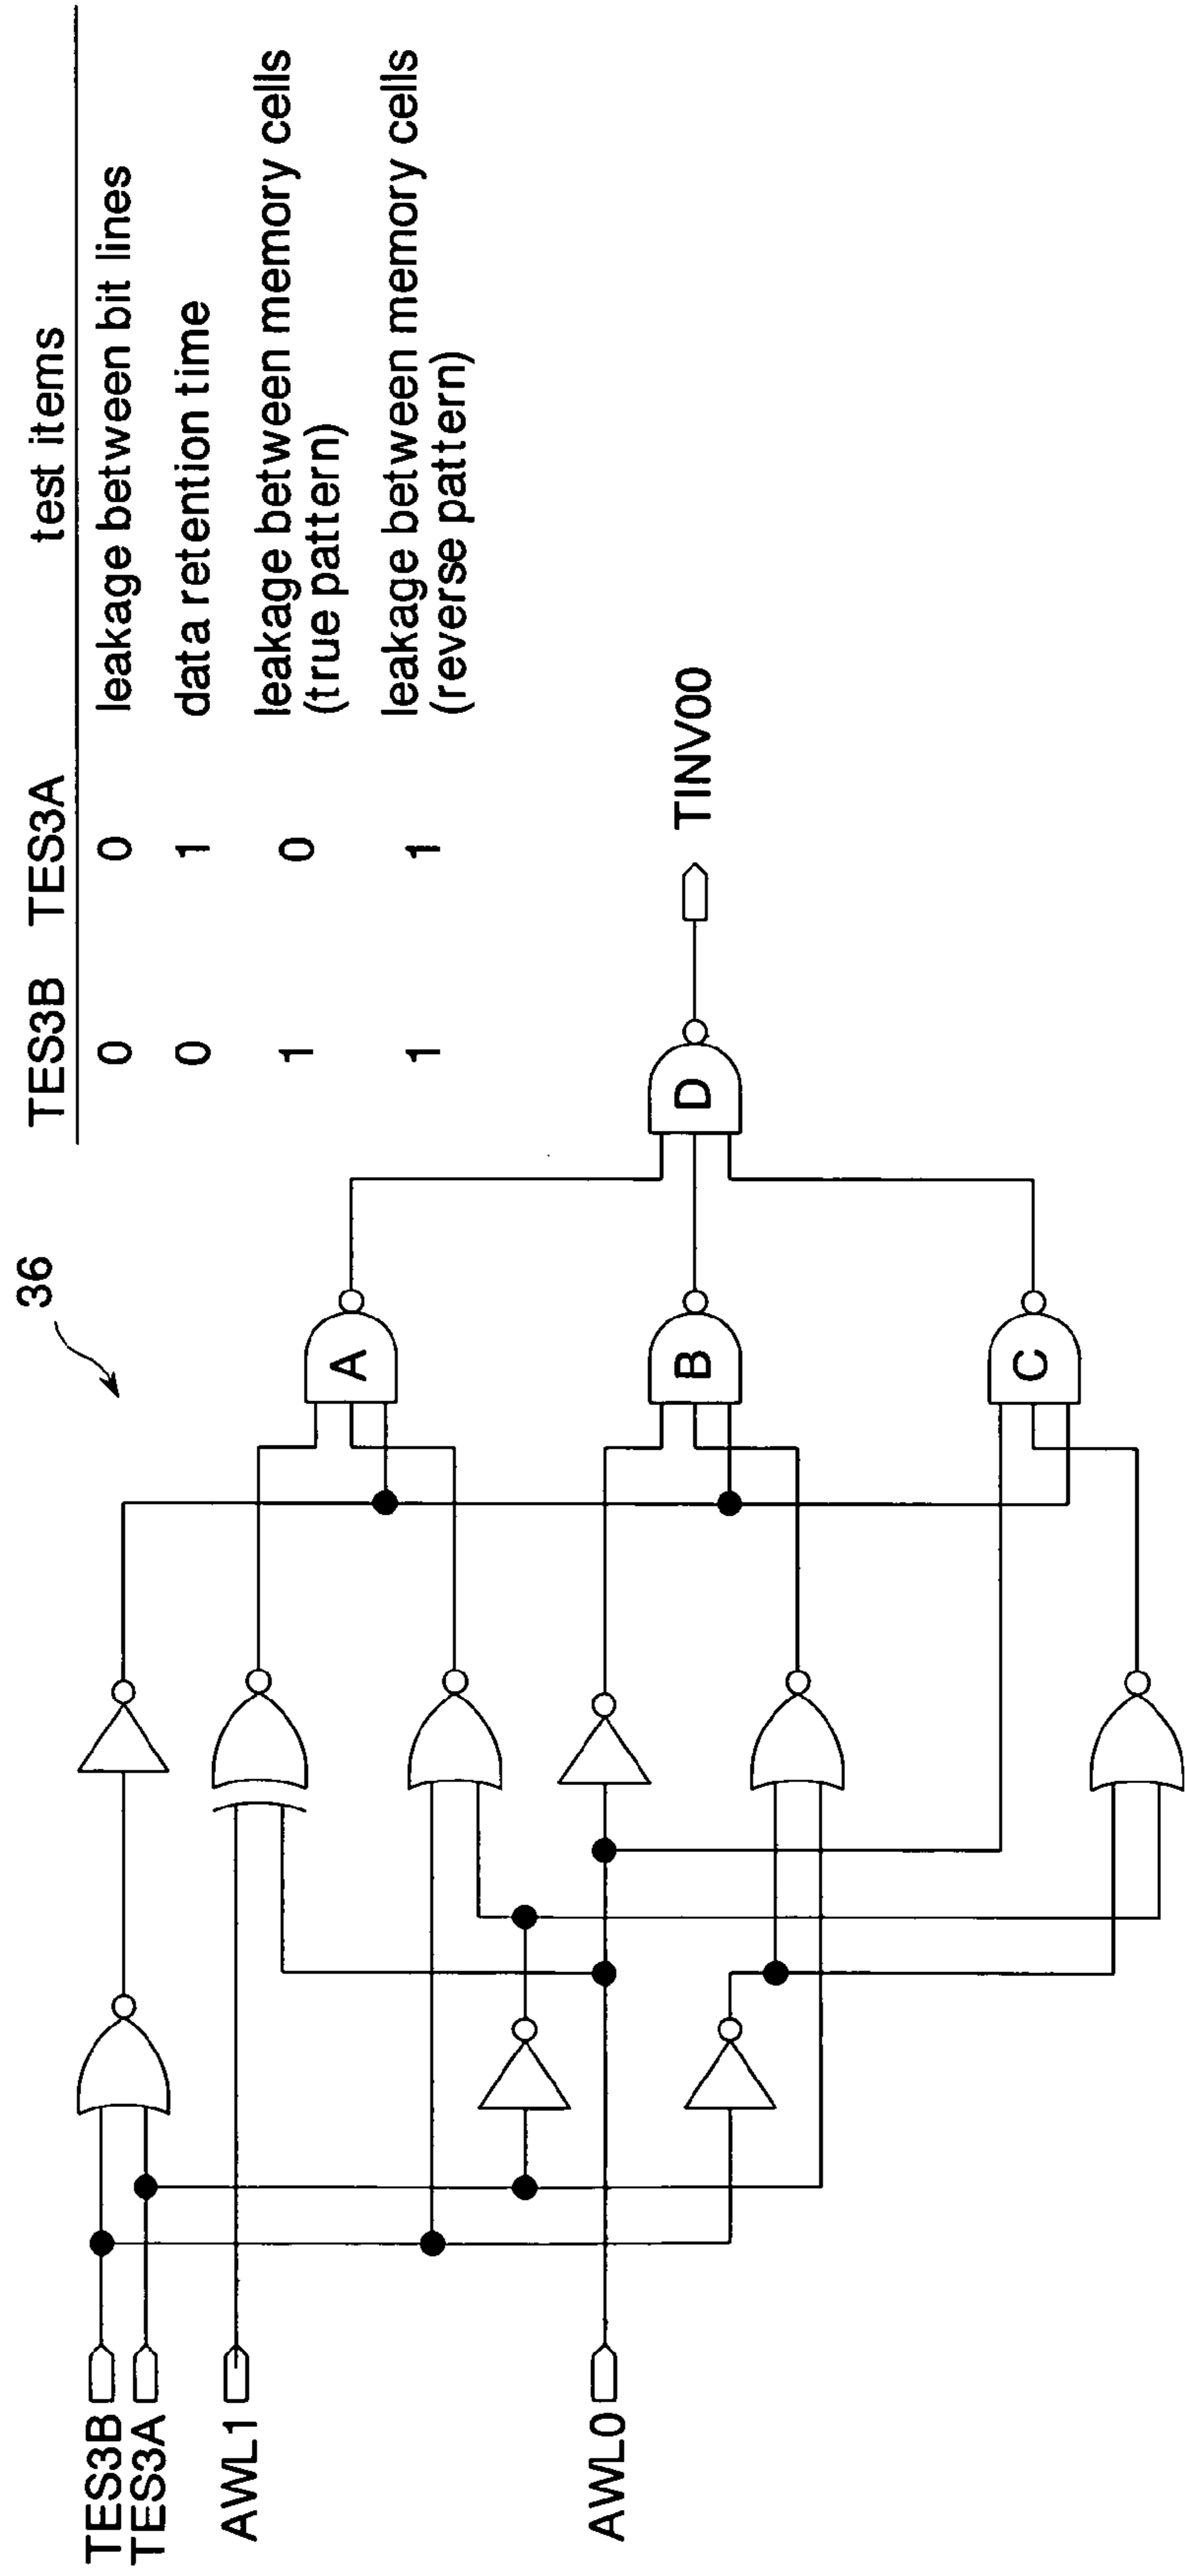 36
TES3B TES3A test items
0 0 leakage between bit lines
0 1 data retention time
1 0 leakage between memory cells
(true pattern)
1 1 leakage between memory cells
(reverse pattern)
TES3B
TES3A
AWL1
AWL0
A
B
C
D
TINV00